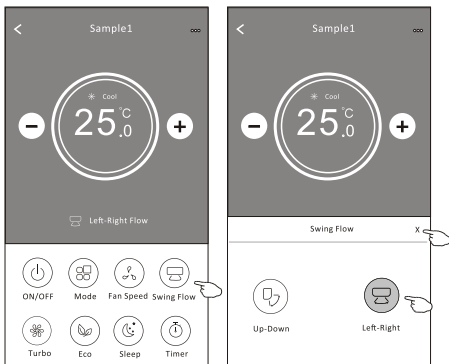 Sample1
Cool
25.0°C
Left-Right Flow
ON/OFF Mode Fan Speed Swing Flow
Turbo Eco Sleep Timer
Sample1
Cool
25.0°C
Swing Flow X
Up-Down Left-Right